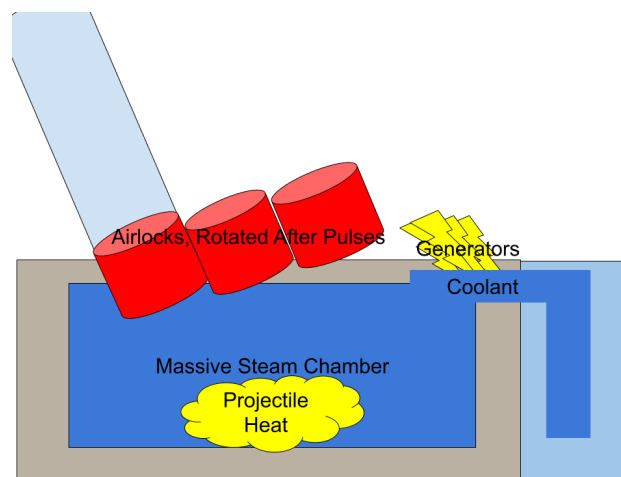 Airlocks, Rotated After Pulses
Generators
Coolant
Massive Steam Chamber
Projectile
Heat